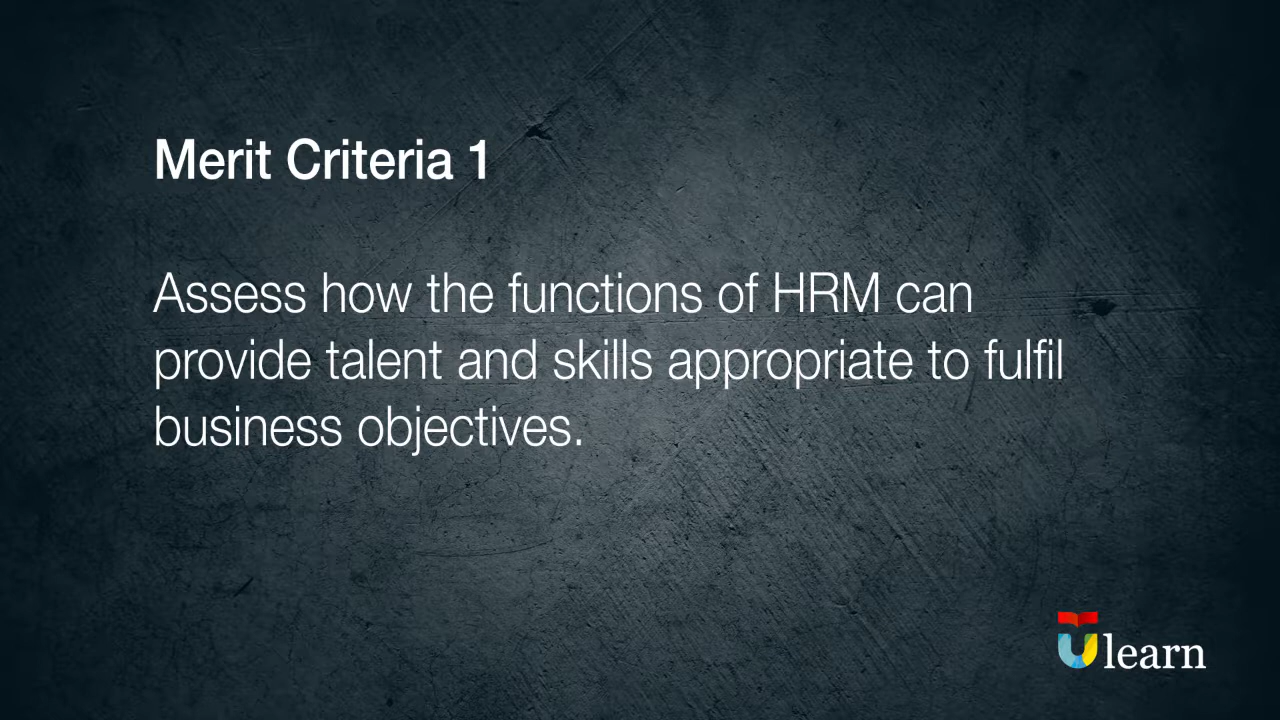 Merit Criteria 1
Assess how the functions of HRM can
provide talent and skills appropriate to fulfil
business objectives.
U learn